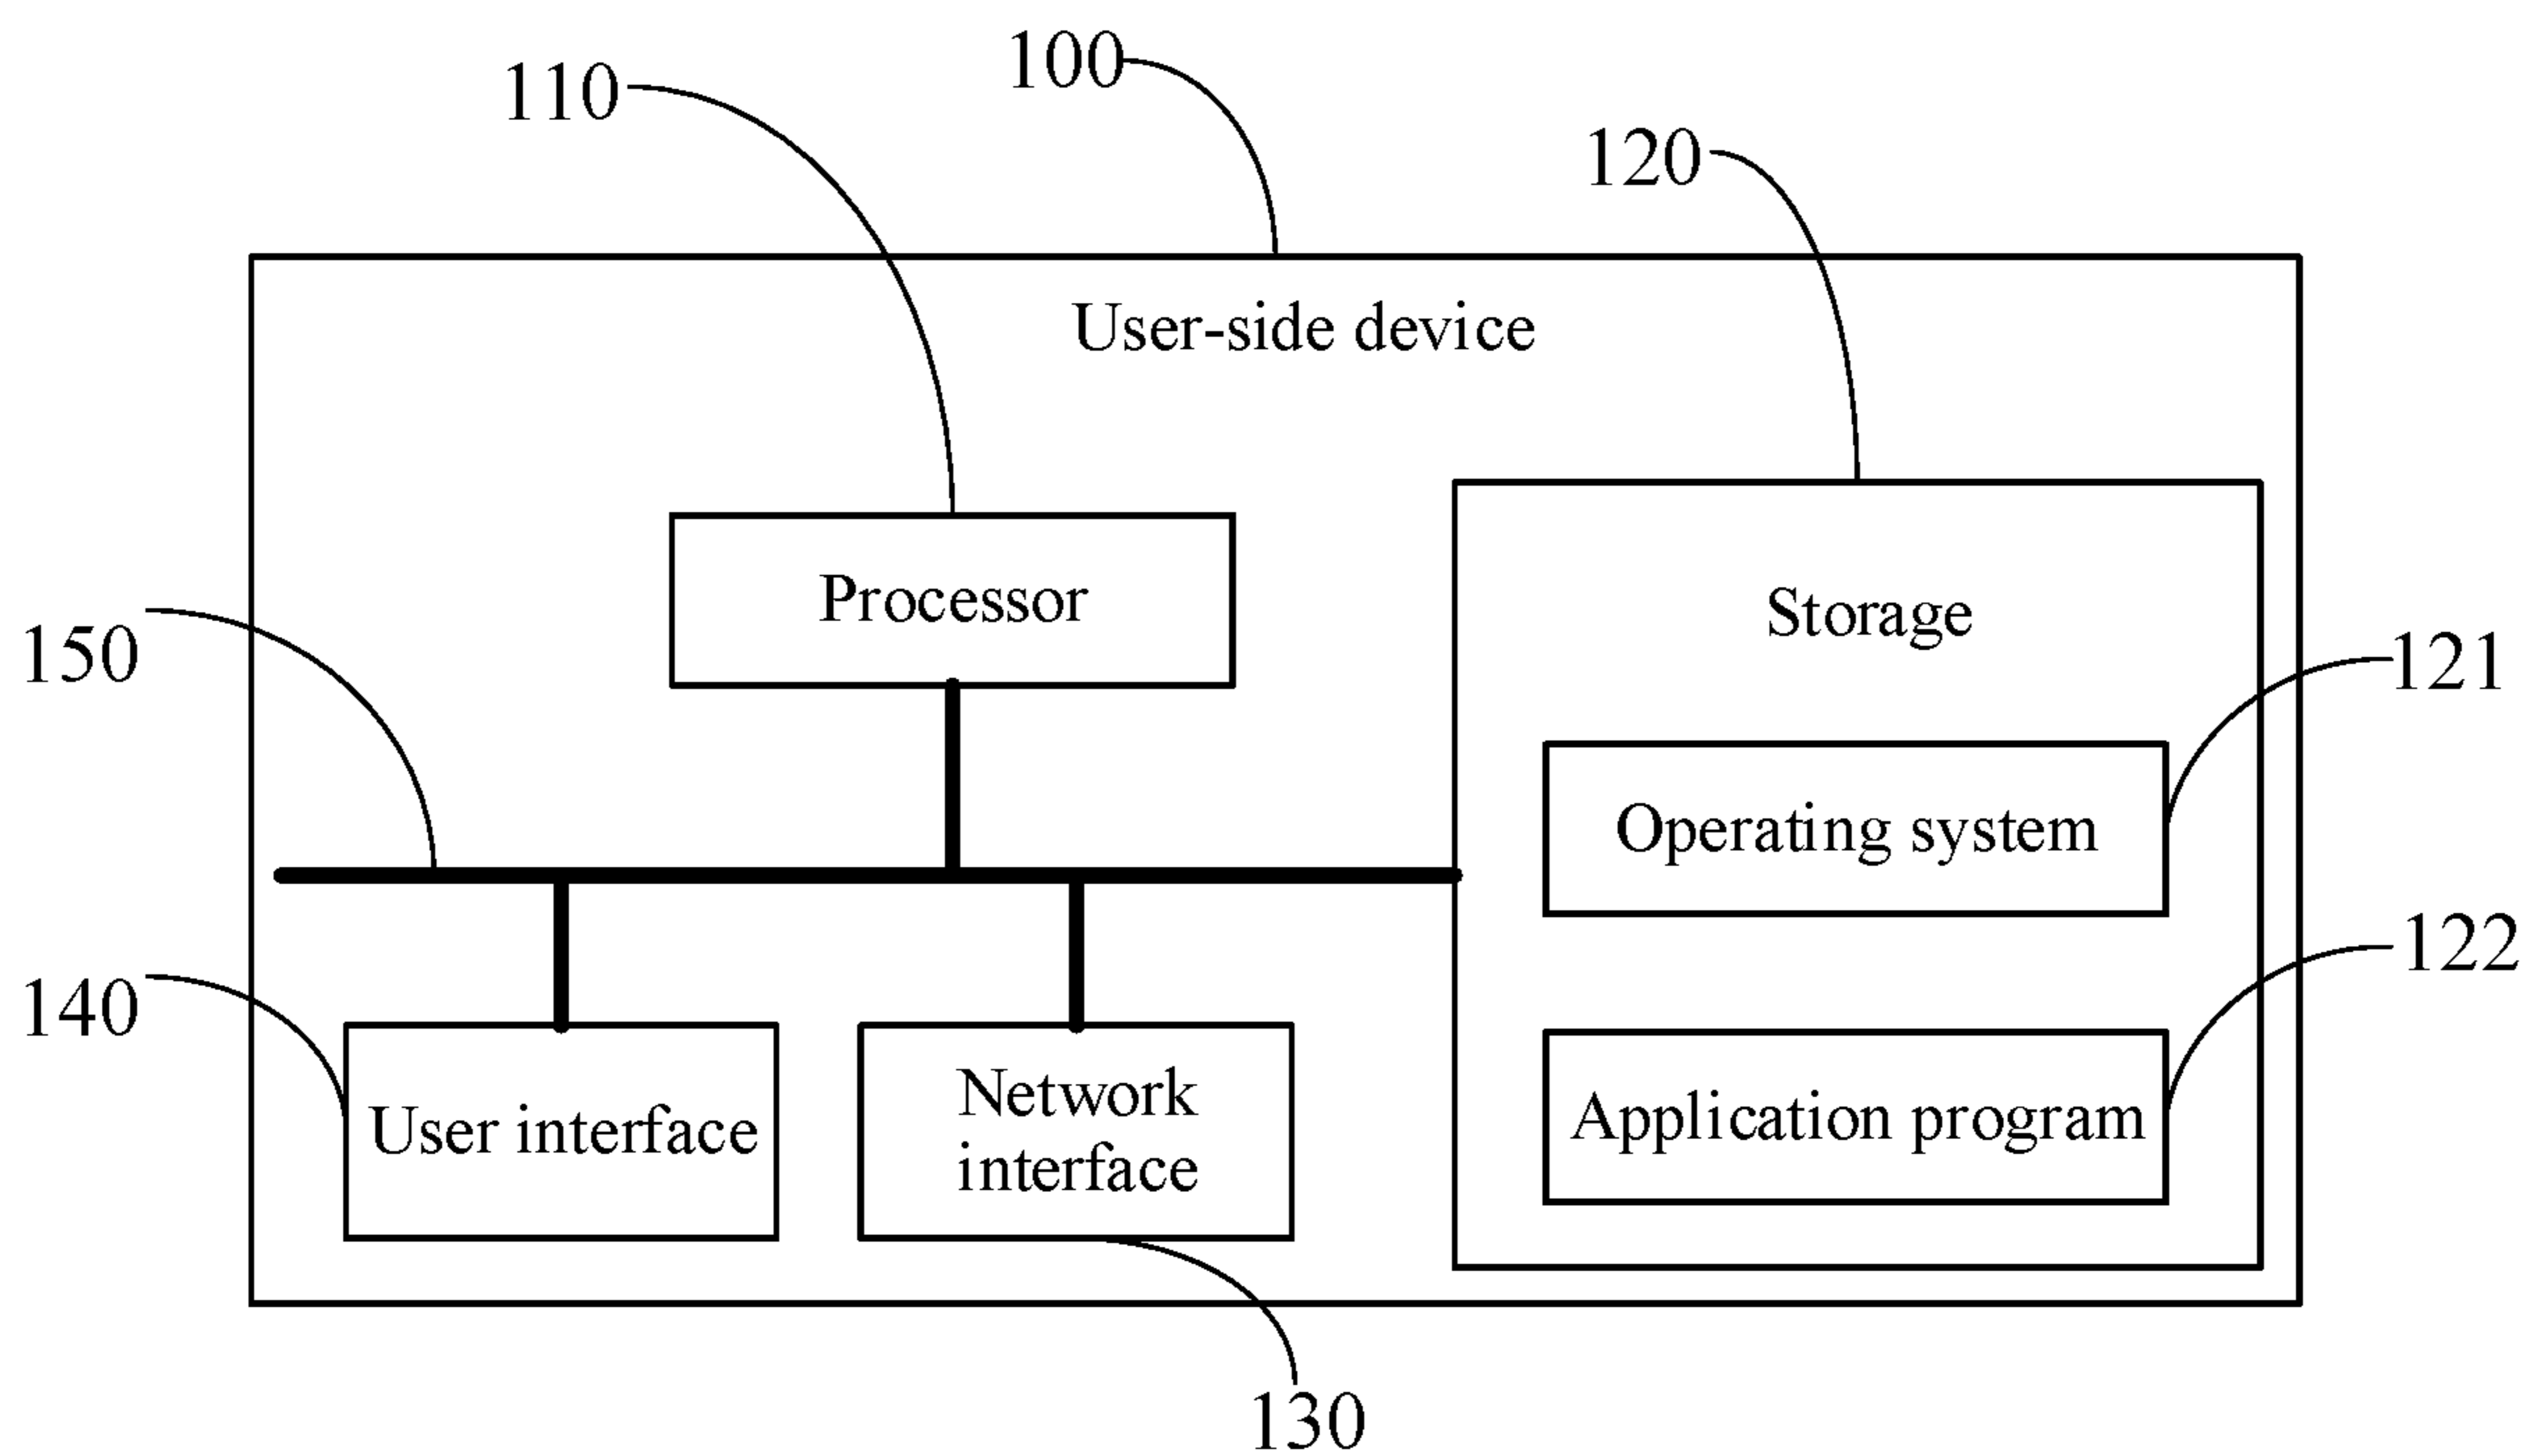 100
110
120
User-side device
Processor
Storage
150
121
Operating system
122
140
User interface
Network
interface
Application program
130